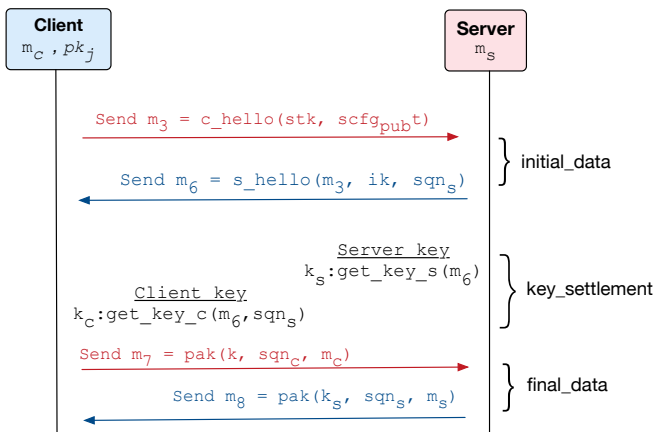 Client
m_c , pk_j
Server
m_s
Send m_3 = c_hello(stk, scfg_pub t)
initial_data
Send m_6 = s_hello(m_3, ik, sqn_s)
Server key
k_s:get_key_s(m_6)
key_settlement
Client key
k_c:get_key_c(m_6,sqn_s)
Send m_7 = pak(k, sqn_c, m_c)
final_data
Send m_8 = pak(k_s, sqn_s, m_s)